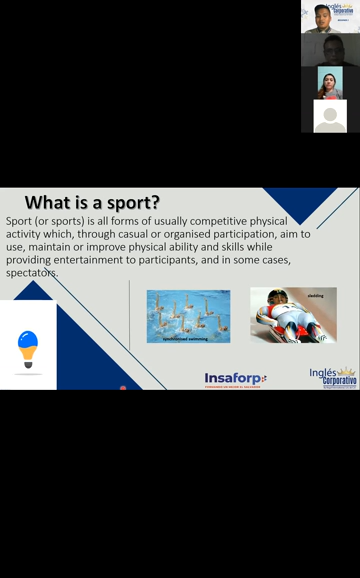 Inglés
Corporativo
What is a sport?
Sport (or sports) is all forms of usually competitive physical
activity which, through casual or organised participation, aim to
use, maintain or improve physical ability and skills while
providing entertainment to participants, and in some cases,
spectators.
synchronised swimming
sledding
Insaforp
Inglés
Corporativo